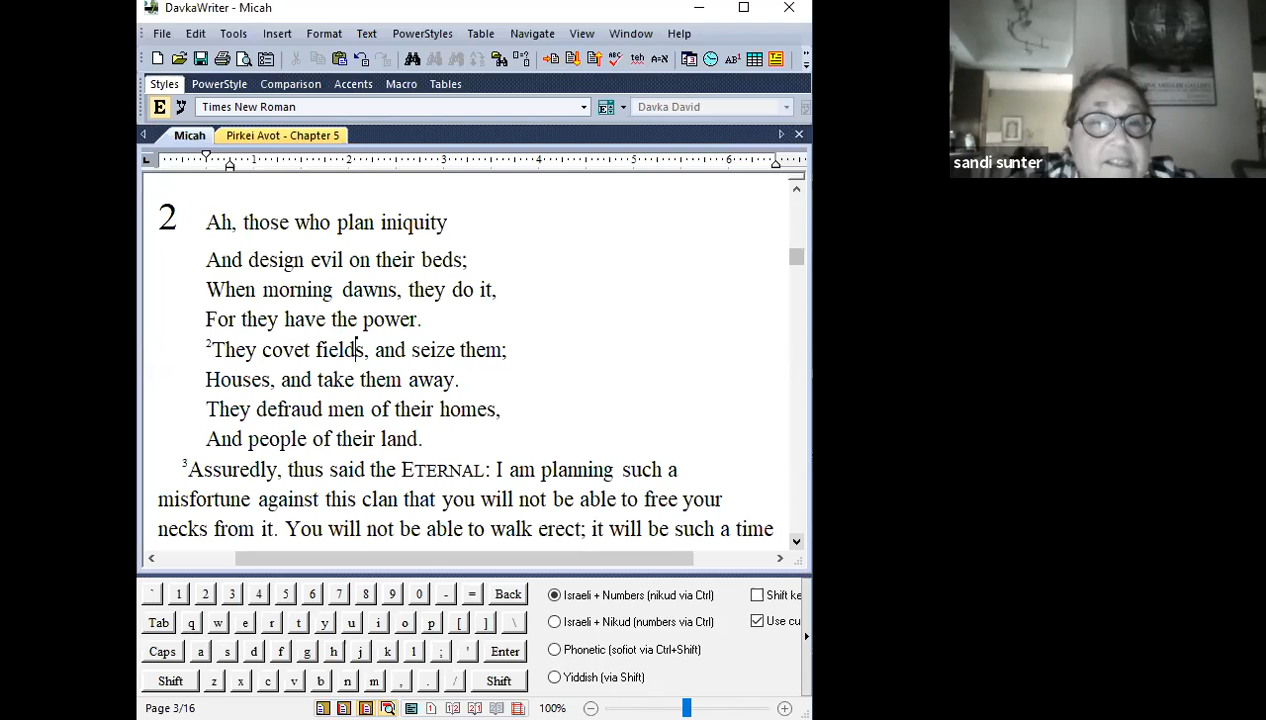 DavkaWriter - Micah
File Edit Tools Insert Format Text PowerStyles Table Navigate View Window Help
Styles PowerStyle Comparison Accents Macro Tables
E Times New Roman Davka David
Micah Pirkei Avot - Chapter 5
1 2 3 4 5 6
2 Ah, those who plan iniquity
And design evil on their beds;
When morning dawns, they do it,
For they have the power.
2They covet fields, and seize them;
Houses, and take them away.
They defraud men of their homes,
And people of their land.
3Assuredly, thus said the ETERNAL: I am planning such a
misfortune against this clan that you will not be able to free your
necks from it. You will not be able to walk erect; it will be such a time
` 1 2 3 4 5 6 7 8 9 0 - = Back
Tab q w e r t y u i o p [ ] \
Caps a s d f g h j k l ; ' Enter
Shift z x c v b n m , . / Shift
Israeli + Numbers (nikud via Ctrl) Shift ke
Israeli + Nikud (numbers via Ctrl) Use cu
Phonetic (sofiot via Ctrl+Shift)
Yiddish (via Shift)
Page 3/16 100%
sandi sunter